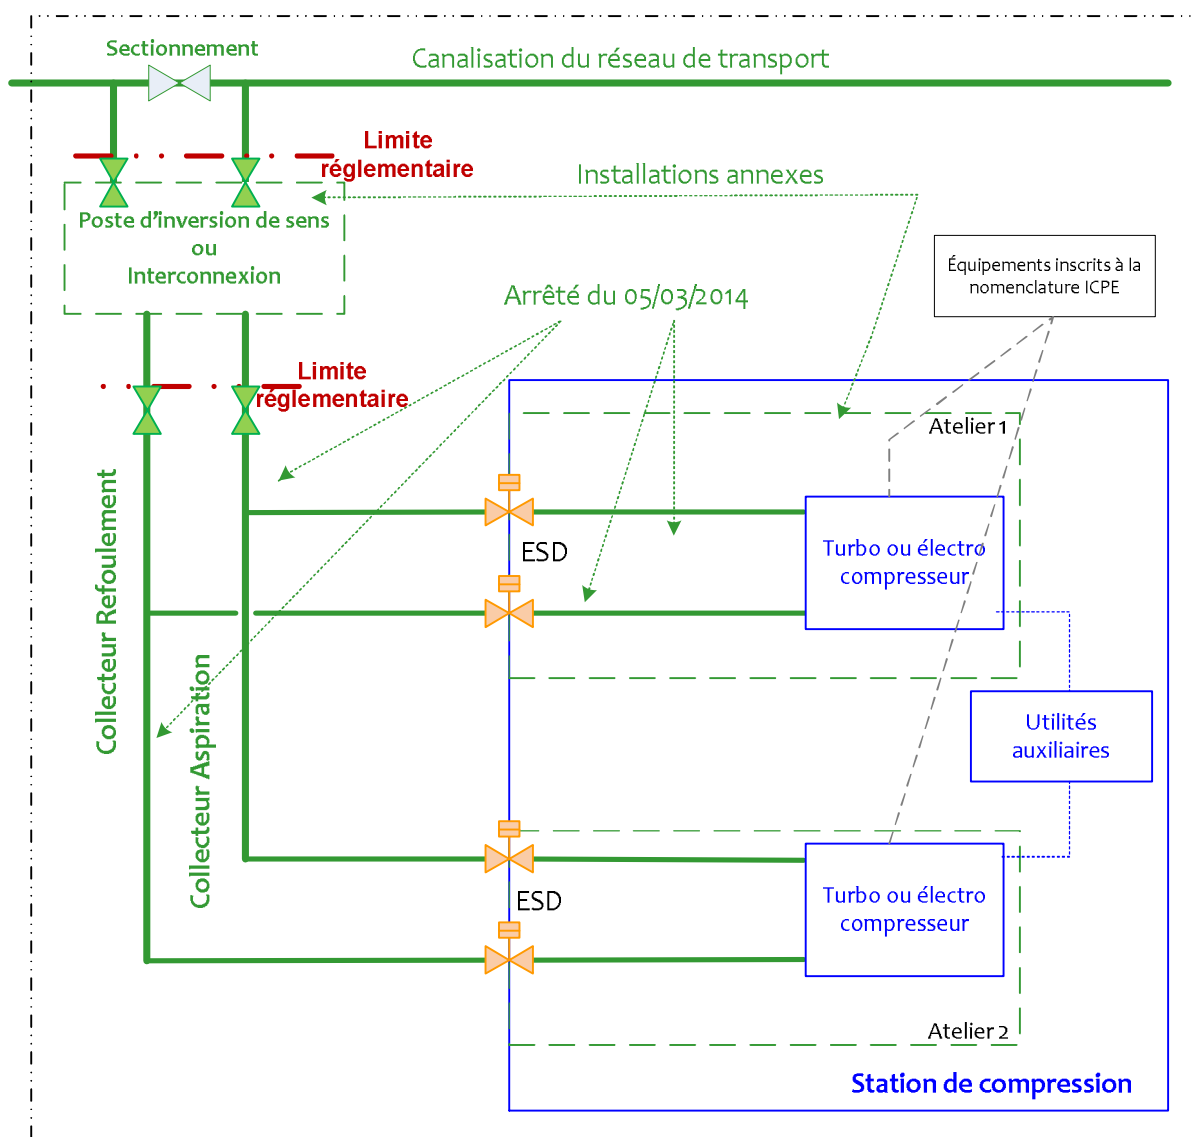 Sectionnement
Canalisation du réseau de transport
Limite
réglementaire
Installations annexes
Poste d'inversion de sens
ou
Interconnexion
Équipements inscrits à la
nomenclature ICPE
Arrêté du 05/03/2014
Limite
réglementaire
Atelier 1
Collecteur Refoulement
Collecteur Aspiration
ESD
Turbo ou électro
compresseur
Utilités
auxiliaires
ESD
Turbo ou électro
compresseur
Atelier 2
Station de compression